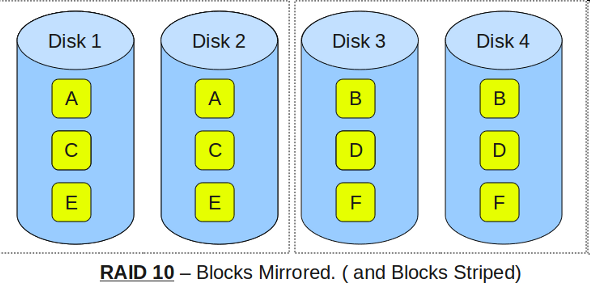 Disk 1 Disk 2 Disk 3 Disk 4
A A B B
C C D D
E E F F
RAID 10 – Blocks Mirrored. ( and Blocks Striped)